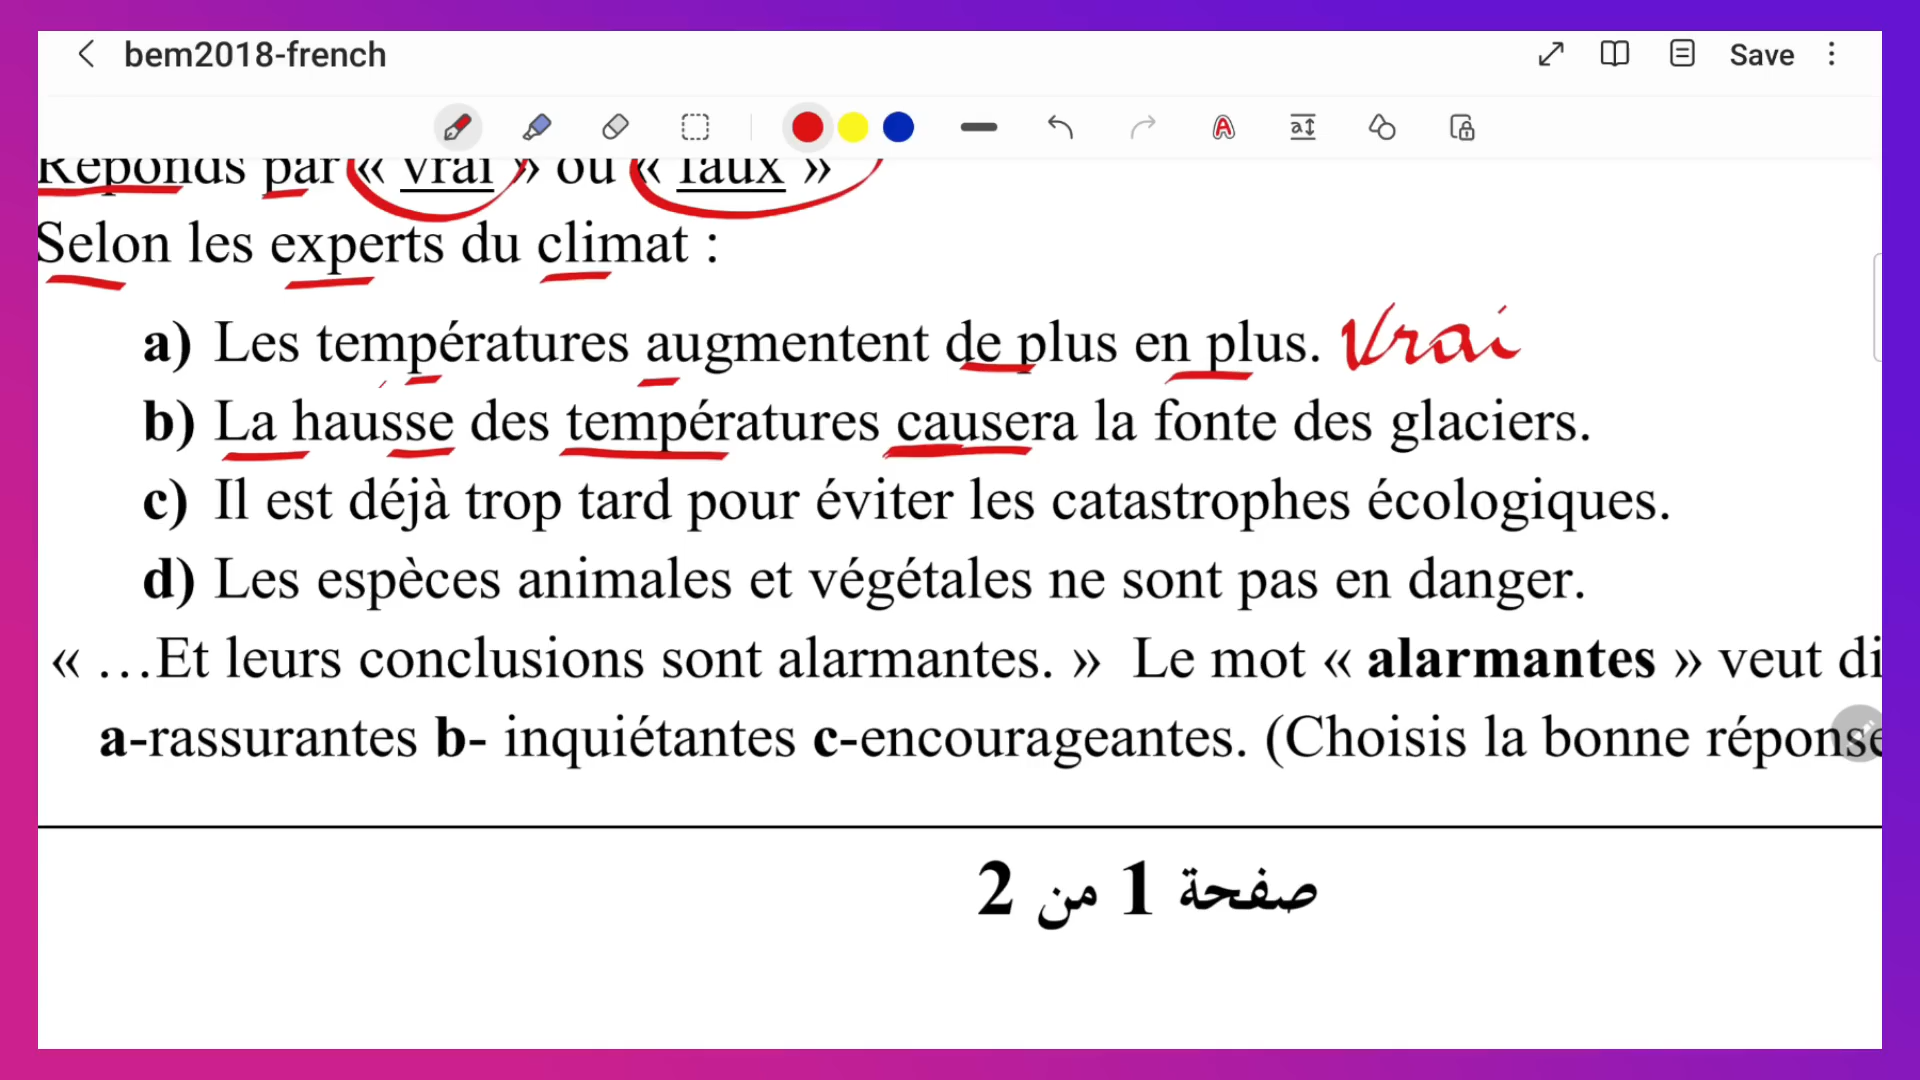 bem2018-french
Save
Réponds par « vrai » ou « faux »
Selon les experts du climat :
a) Les températures augmentent de plus en plus. Vrai
b) La hausse des températures causera la fonte des glaciers.
c) Il est déjà trop tard pour éviter les catastrophes écologiques.
d) Les espèces animales et végétales ne sont pas en danger.
« …Et leurs conclusions sont alarmantes. » Le mot « alarmantes » veut di
a-rassurantes b- inquiétantes c-encourageantes. (Choisis la bonne réponse
صفحة 1 من 2